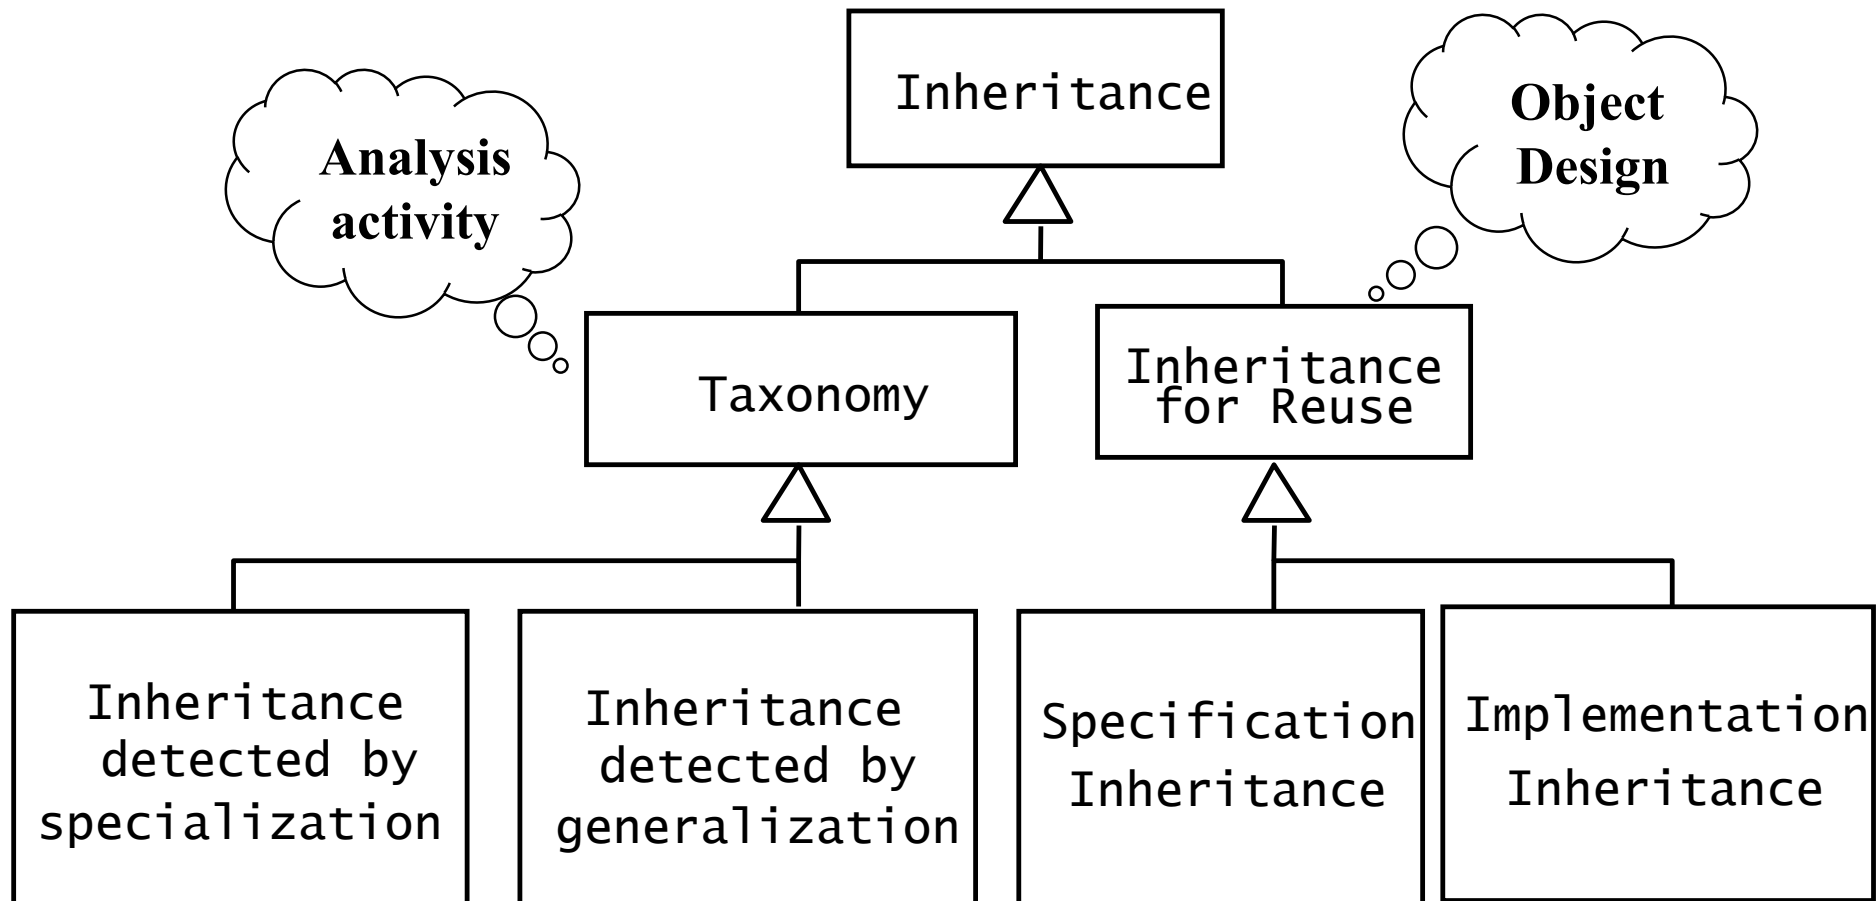 Inheritance
Analysis
activity
Object
Design
Taxonomy
Inheritance
for Reuse
Inheritance
detected by
specialization
Inheritance
detected by
generalization
Specification
Inheritance
Implementation
Inheritance